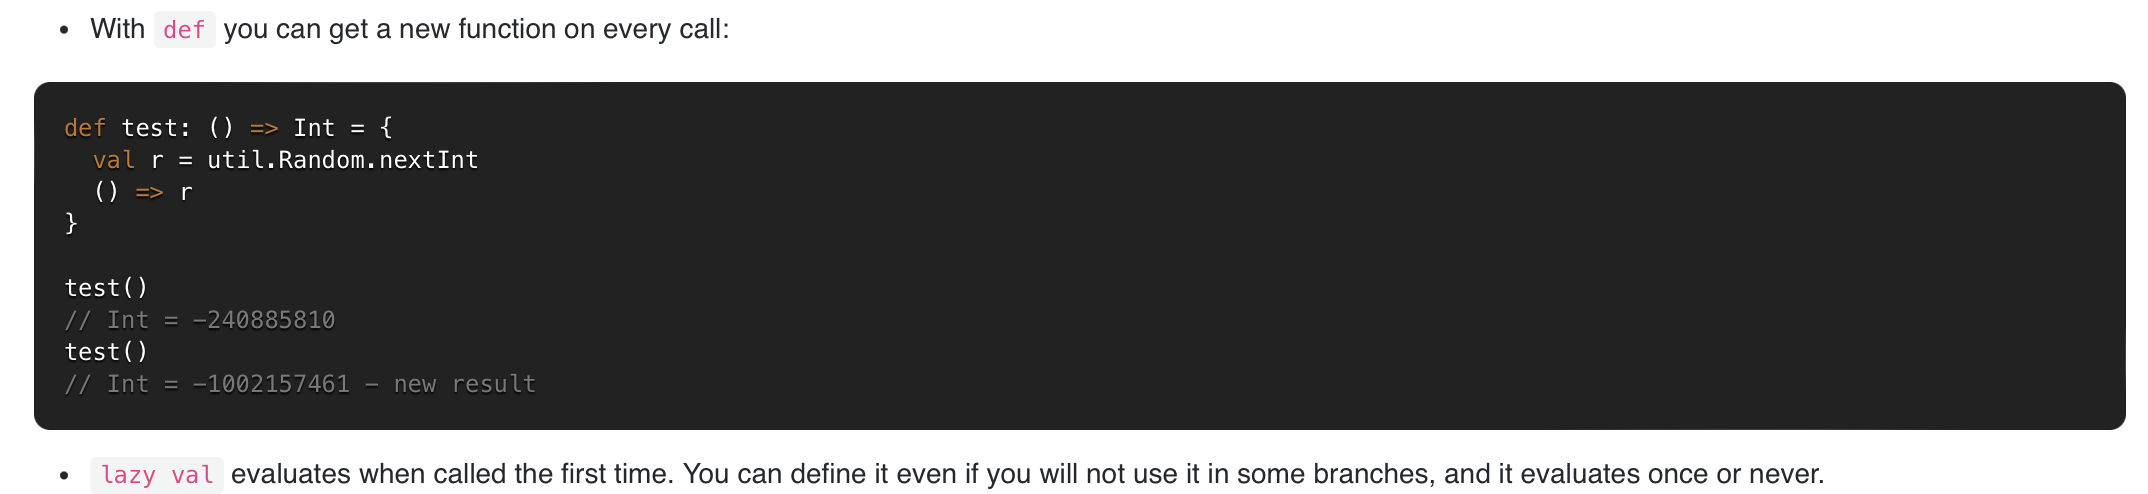 • With def you can get a new function on every call:
def test: () => Int = {
  val r = util.Random.nextInt
  () => r
}
test()
// Int = -240885810
test()
// Int = -1002157461 - new result
• lazy val evaluates when called the first time. You can define it even if you will not use it in some branches, and it evaluates once or never.